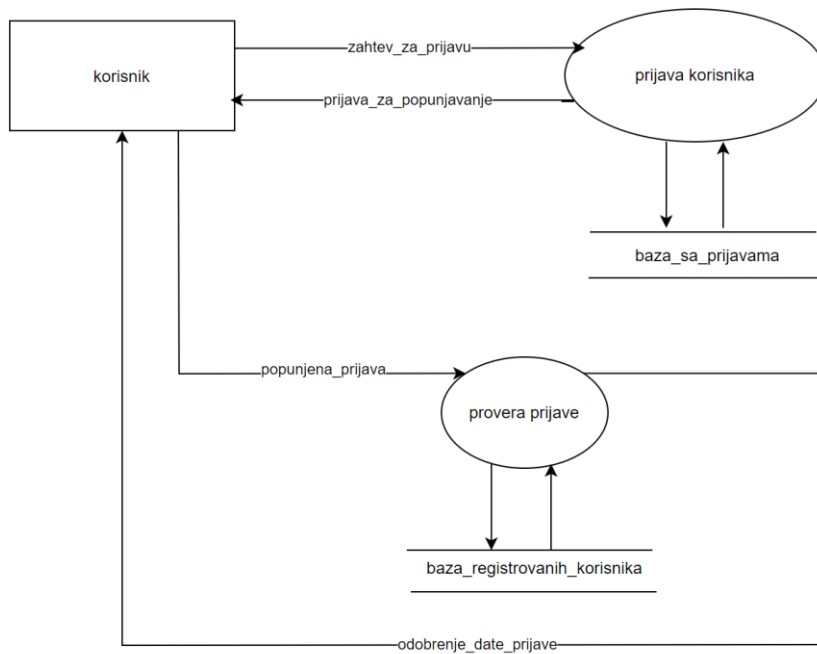 zahtev_za_prijavu
korisnik
prijava korisnika
prijava_za_popunjavanje
baza_sa_prijavama
popunjena_prijava
provera prijave
baza_registrovanih_korisnika
odobrenje_date_prijave